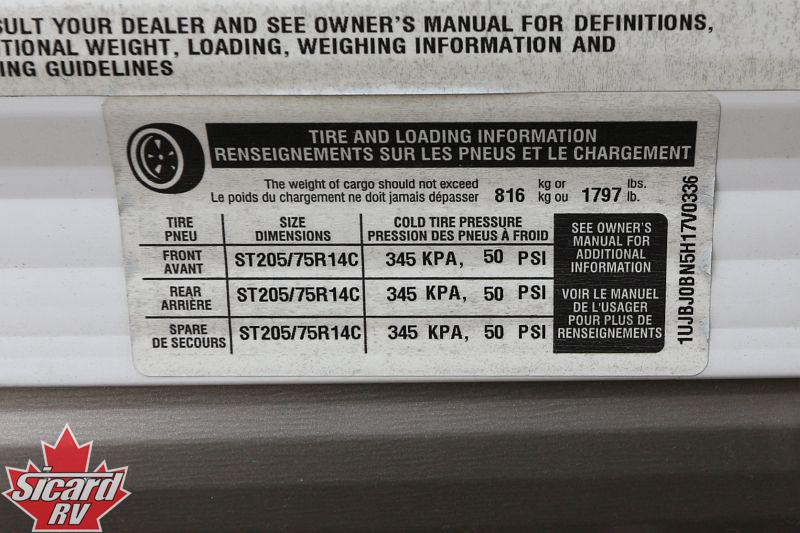 SULT YOUR DEALER AND SEE OWNER'S MANUAL FOR DEFINITIONS,
TIONAL WEIGHT, LOADING, WEIGHING INFORMATION AND
ING GUIDELINES
TIRE AND LOADING INFORMATION
RENSEIGNEMENTS SUR LES PNEUS ET LE CHARGEMENT
The weight of cargo should not exceed 816 kg or 1797 lbs.
Le poids du chargement ne doit jamais dépasser kg ou lb.
TIRE SIZE COLD TIRE PRESSURE
PNEU DIMENSIONS PRESSION DES PNEUS À FROID
FRONT
AVANT ST205/75R14C 345 KPA, 50 PSI
REAR
ARRIÈRE ST205/75R14C 345 KPA, 50 PSI
SPARE
DE SECOURS ST205/75R14C 345 KPA, 50 PSI
SEE OWNER'S
MANUAL FOR
ADDITIONAL
INFORMATION
VOIR LE MANUEL
DE L'USAGER
POUR PLUS DE
RENSEIGNEMENTS
1UJBJ0BN5H17V0336
Sicard
RV